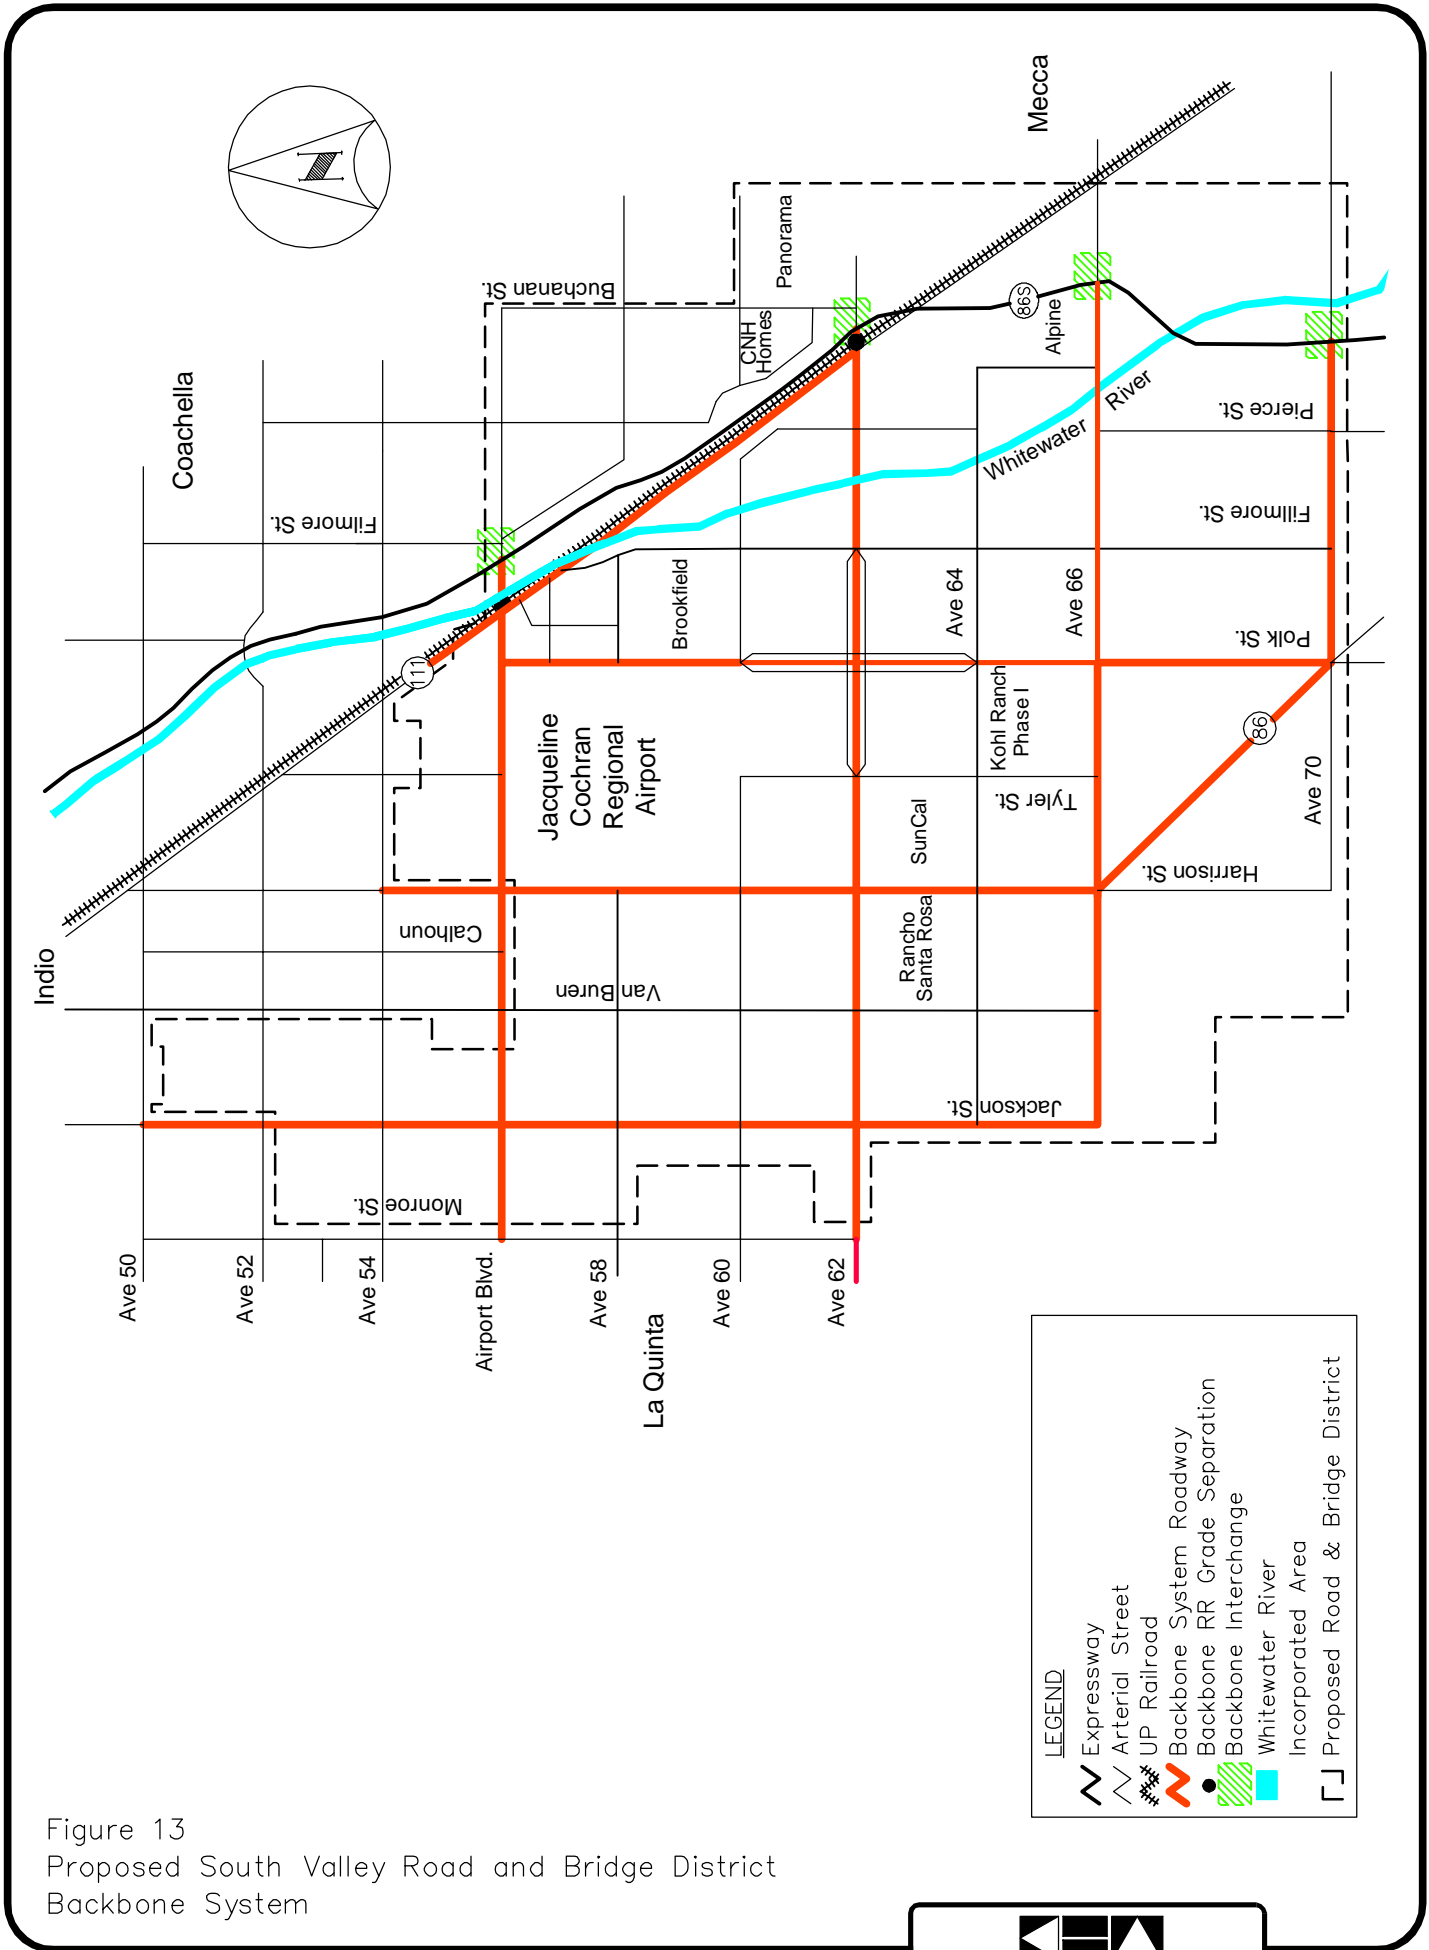 Mecca
Coachella
Indio
La Quinta
N
Buchanan St.
Panorama
CNH
Homes
Filmore St.
86S
Alpine
Whitewater
River
Pierce St.
Fillmore St.
Brookfield
Ave 64
Ave 66
Polk St.
111
Jacqueline
Cochran
Regional
Airport
Kohl Ranch
Phase I
86
Ave 70
Tyler St.
SunCal
Harrison St.
Calhoun
Rancho
Santa Rosa
Van Buren
Jackson St.
Monroe St.
Ave 50
Ave 52
Ave 54
Airport Blvd.
Ave 58
Ave 60
Ave 62
LEGEND
Expressway
Arterial Street
UP Railroad
Backbone System Roadway
Backbone RR Grade Separation
Backbone Interchange
Whitewater River
Incorporated Area
Proposed Road & Bridge District
Figure 13
Proposed South Valley Road and Bridge District
Backbone System